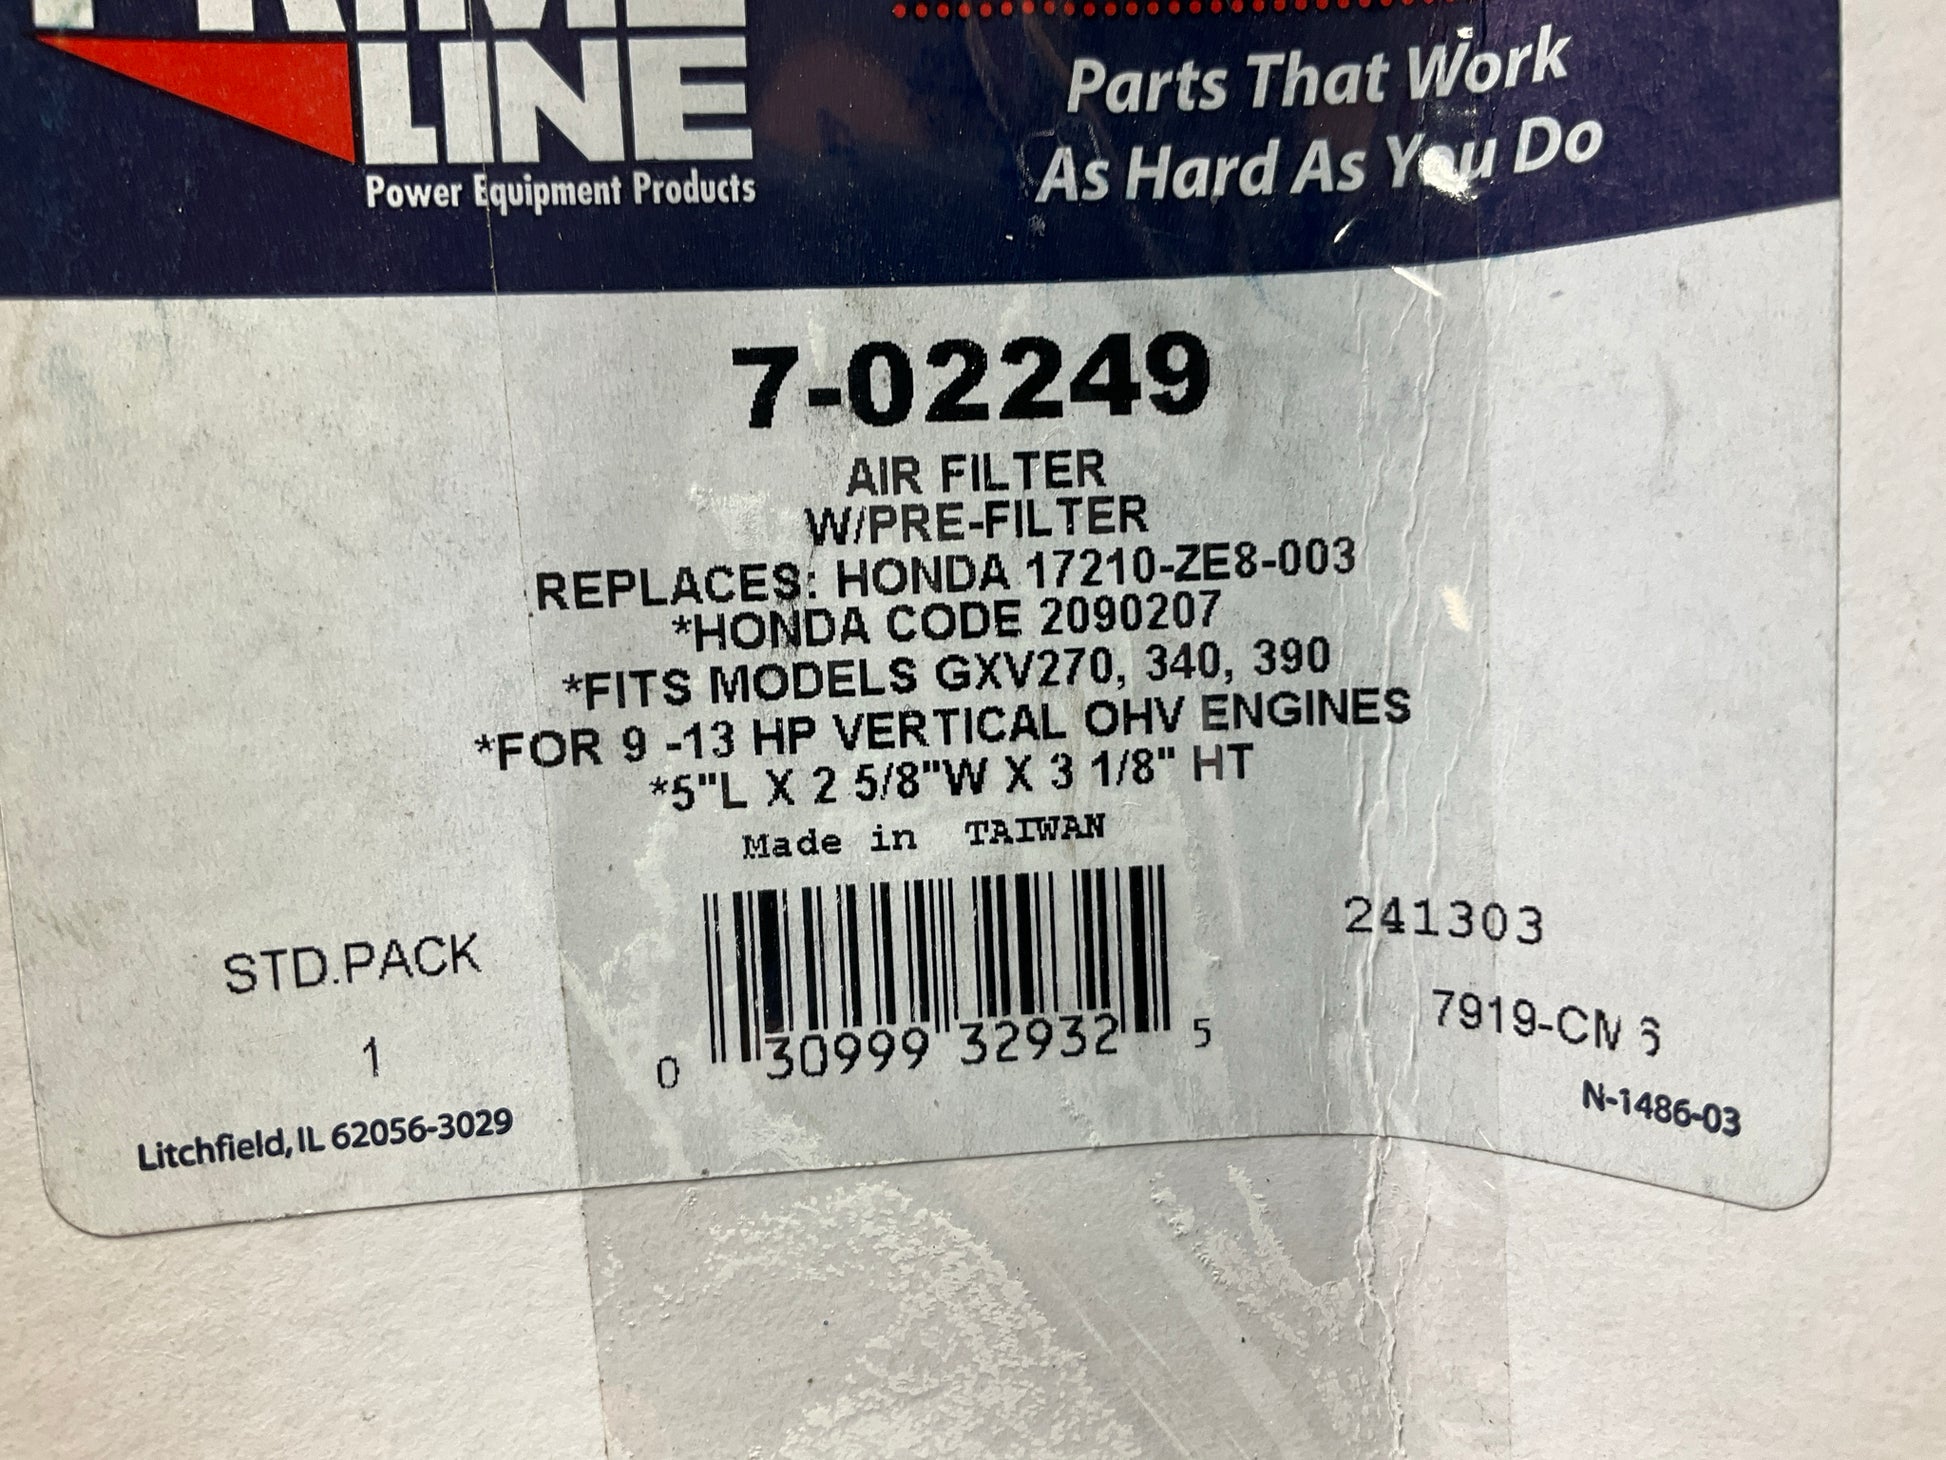 PRIME
LINE
Power Equipment Products
Parts That Work
As Hard As You Do
7-02249
AIR FILTER
W/PRE-FILTER
REPLACES: HONDA 17210-ZE8-003
*HONDA CODE 2090207
*FITS MODELS GXV270, 340, 390
*FOR 9 -13 HP VERTICAL OHV ENGINES
*5"L X 2 5/8"W X 3 1/8" HT
Made in TAIWAN
STD.PACK
1
0 30999 32932 5
241303
Litchfield, IL 62056-3029
N-1486-03